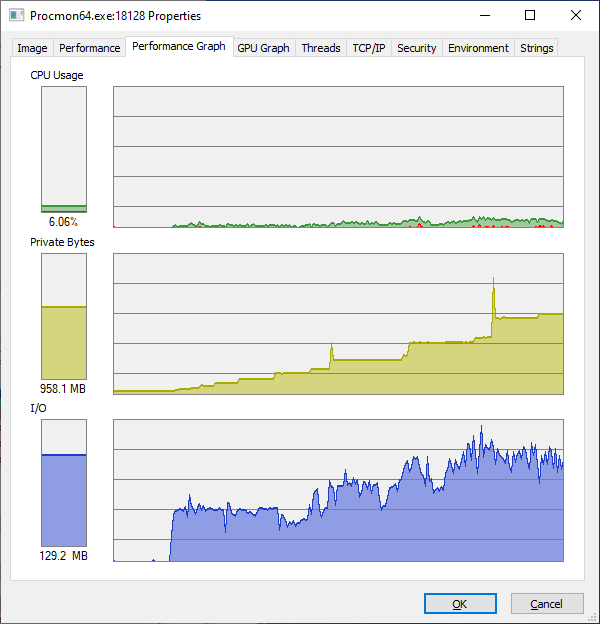 Procmon64.exe:18128 Properties
Image Performance Performance Graph GPU Graph Threads TCP/IP Security Environment Strings
CPU Usage
6.06%
Private Bytes
958.1 MB
I/O
129.2 MB
OK Cancel